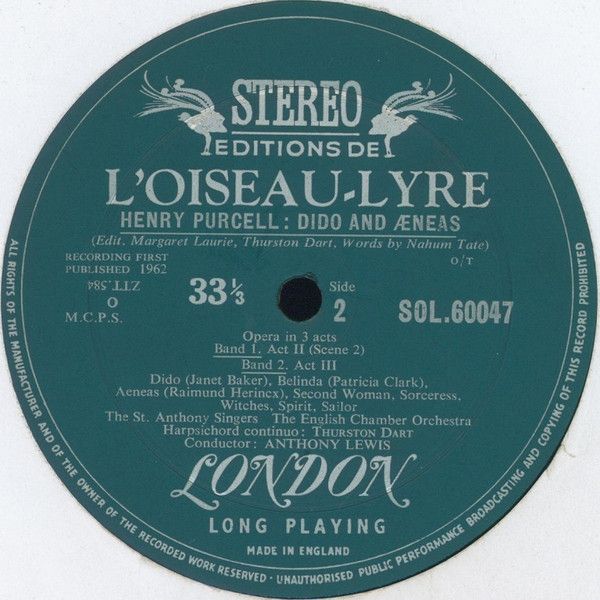 STEREO
EDITIONS DE
L'OISEAU-LYRE
HENRY PURCELL: DIDO AND ÆNEAS
(Edit. Margaret Laurie, Thurston Dart, Words by Nahum Tate)
RECORDING FIRST
PUBLISHED 1962
O/T
ZTT.584
O
M.C.P.S.
33⅓
Side
2
SOL.60047
Opera in 3 acts
Band 1. Act II (Scene 2)
Band 2. Act III
Dido (Janet Baker), Belinda (Patricia Clark),
Aeneas (Raimund Herincx), Second Woman, Sorceress,
Witches, Spirit, Sailor
The St. Anthony Singers The English Chamber Orchestra
Harpsichord continuo: THURSTON DART
Conductor: ANTHONY LEWIS
LONDON
LONG PLAYING
MADE IN ENGLAND
ALL RIGHTS OF THE MANUFACTURER AND OF THE OWNER OF THE RECORDED WORK RESERVED · UNAUTHORISED PUBLIC PERFORMANCE BROADCASTING AND COPYING OF THIS RECORD PROHIBITED